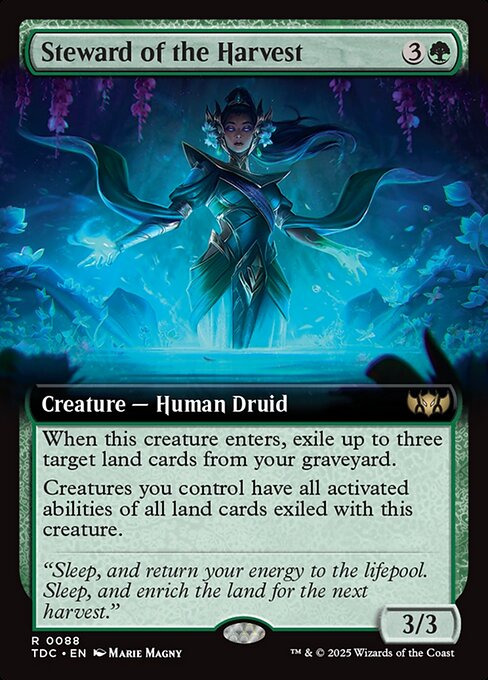 Steward of the Harvest 3
Creature — Human Druid
When this creature enters, exile up to three
target land cards from your graveyard.
Creatures you control have all activated
abilities of all land cards exiled with this
creature.
“Sleep, and return your energy to the lifepool.
Sleep, and enrich the land for the next
harvest.”
3/3
R 0088
TDC • EN Marie Magny
™ & © 2025 Wizards of the Coast